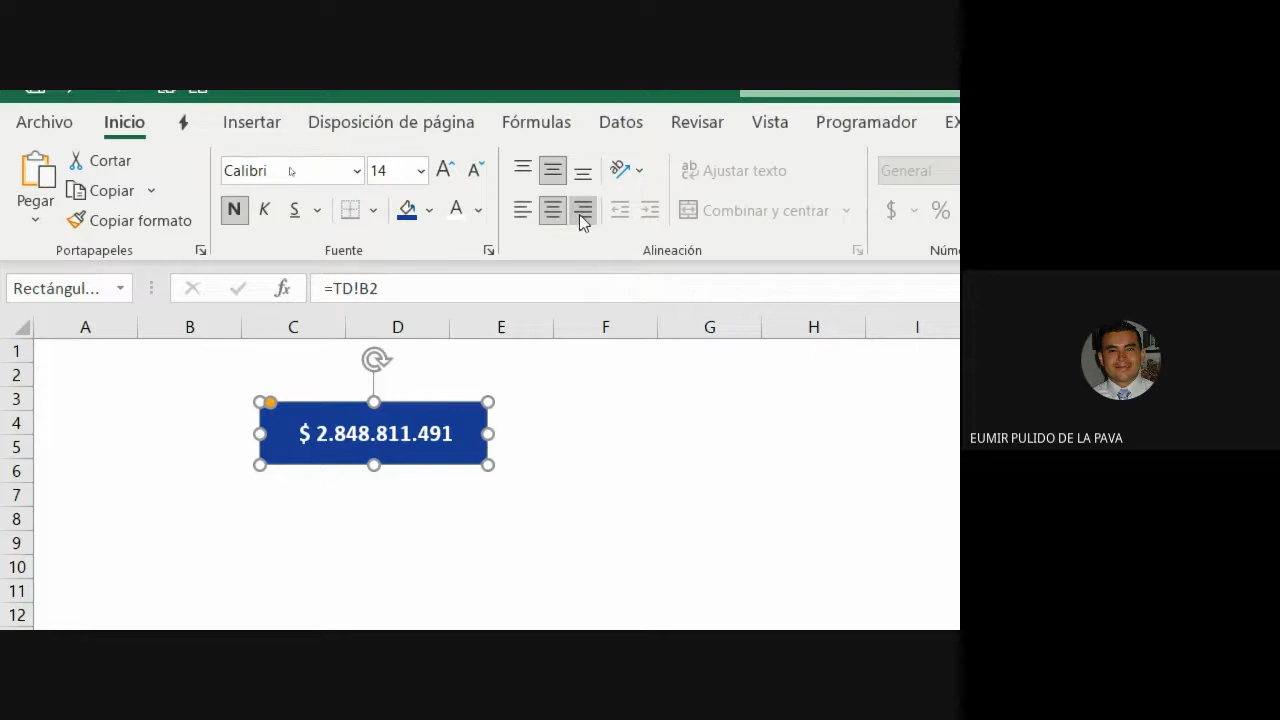 Archivo Inicio Insertar Disposición de página Fórmulas Datos Revisar Vista Programador EX
Pegar
Cortar
Copiar
Copiar formato
Portapapeles
Calibri 14
N K S
Fuente
Ajustar texto
Combinar y centrar
Alineación
General
$ %
Núm
Rectángul... fx =TD!B2
A B C D E F G H I
1
2
3
4
5
6
7
8
9
10
11
12
$ 2.848.811.491
EUMIR PULIDO DE LA PAVA